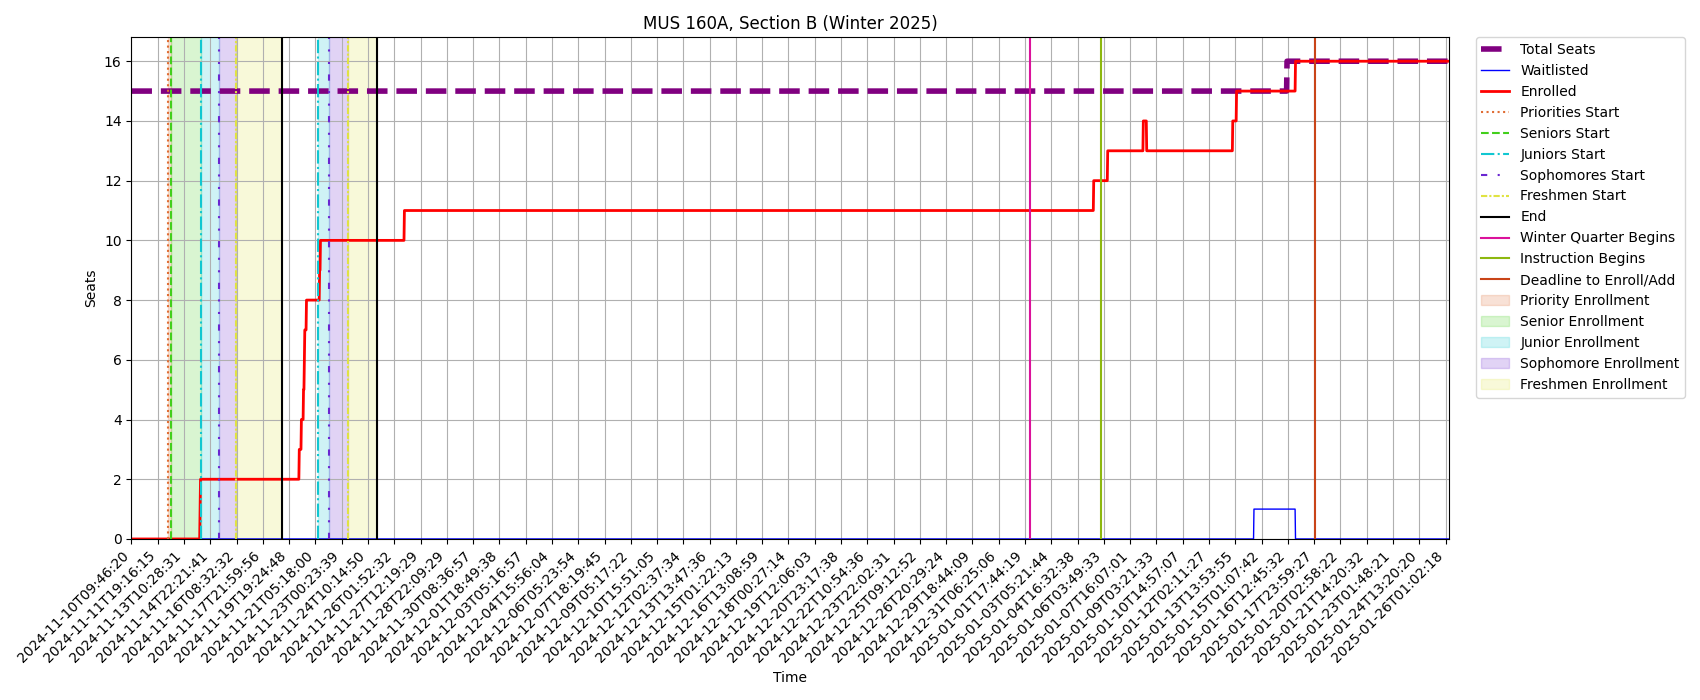 MUS 160A, Section B (Winter 2025)
Seats
16
14
12
10
8
6
4
2
0
2024-11-10T09:46:20
2024-11-11T19:16:15
2024-11-13T10:28:31
2024-11-14T22:21:41
2024-11-16T08:32:32
2024-11-17T21:59:56
2024-11-19T19:24:48
2024-11-21T05:18:00
2024-11-23T00:23:39
2024-11-24T10:14:50
2024-11-26T01:52:32
2024-11-27T12:19:29
2024-11-28T22:09:29
2024-11-30T08:36:57
2024-12-01T18:49:38
2024-12-03T05:16:57
2024-12-04T15:56:04
2024-12-06T05:23:54
2024-12-07T18:19:45
2024-12-09T05:17:22
2024-12-10T15:51:05
2024-12-12T02:37:34
2024-12-13T13:47:36
2024-12-15T01:22:13
2024-12-16T13:08:59
2024-12-18T00:27:14
2024-12-19T12:06:03
2024-12-20T23:17:38
2024-12-22T10:54:36
2024-12-23T22:02:31
2024-12-25T09:12:52
2024-12-26T20:29:24
2024-12-29T18:44:09
2024-12-31T06:25:06
2025-01-01T17:44:19
2025-01-03T05:21:44
2025-01-04T16:32:38
2025-01-06T03:49:33
2025-01-07T16:07:01
2025-01-09T03:21:33
2025-01-10T14:57:07
2025-01-12T02:11:27
2025-01-13T13:53:55
2025-01-15T01:07:42
2025-01-16T12:45:32
2025-01-17T23:59:27
2025-01-20T02:58:22
2025-01-21T14:20:32
2025-01-23T01:48:21
2025-01-24T13:20:20
2025-01-26T01:02:18
Time
Total Seats
Waitlisted
Enrolled
Priorities Start
Seniors Start
Juniors Start
Sophomores Start
Freshmen Start
End
Winter Quarter Begins
Instruction Begins
Deadline to Enroll/Add
Priority Enrollment
Senior Enrollment
Junior Enrollment
Sophomore Enrollment
Freshmen Enrollment